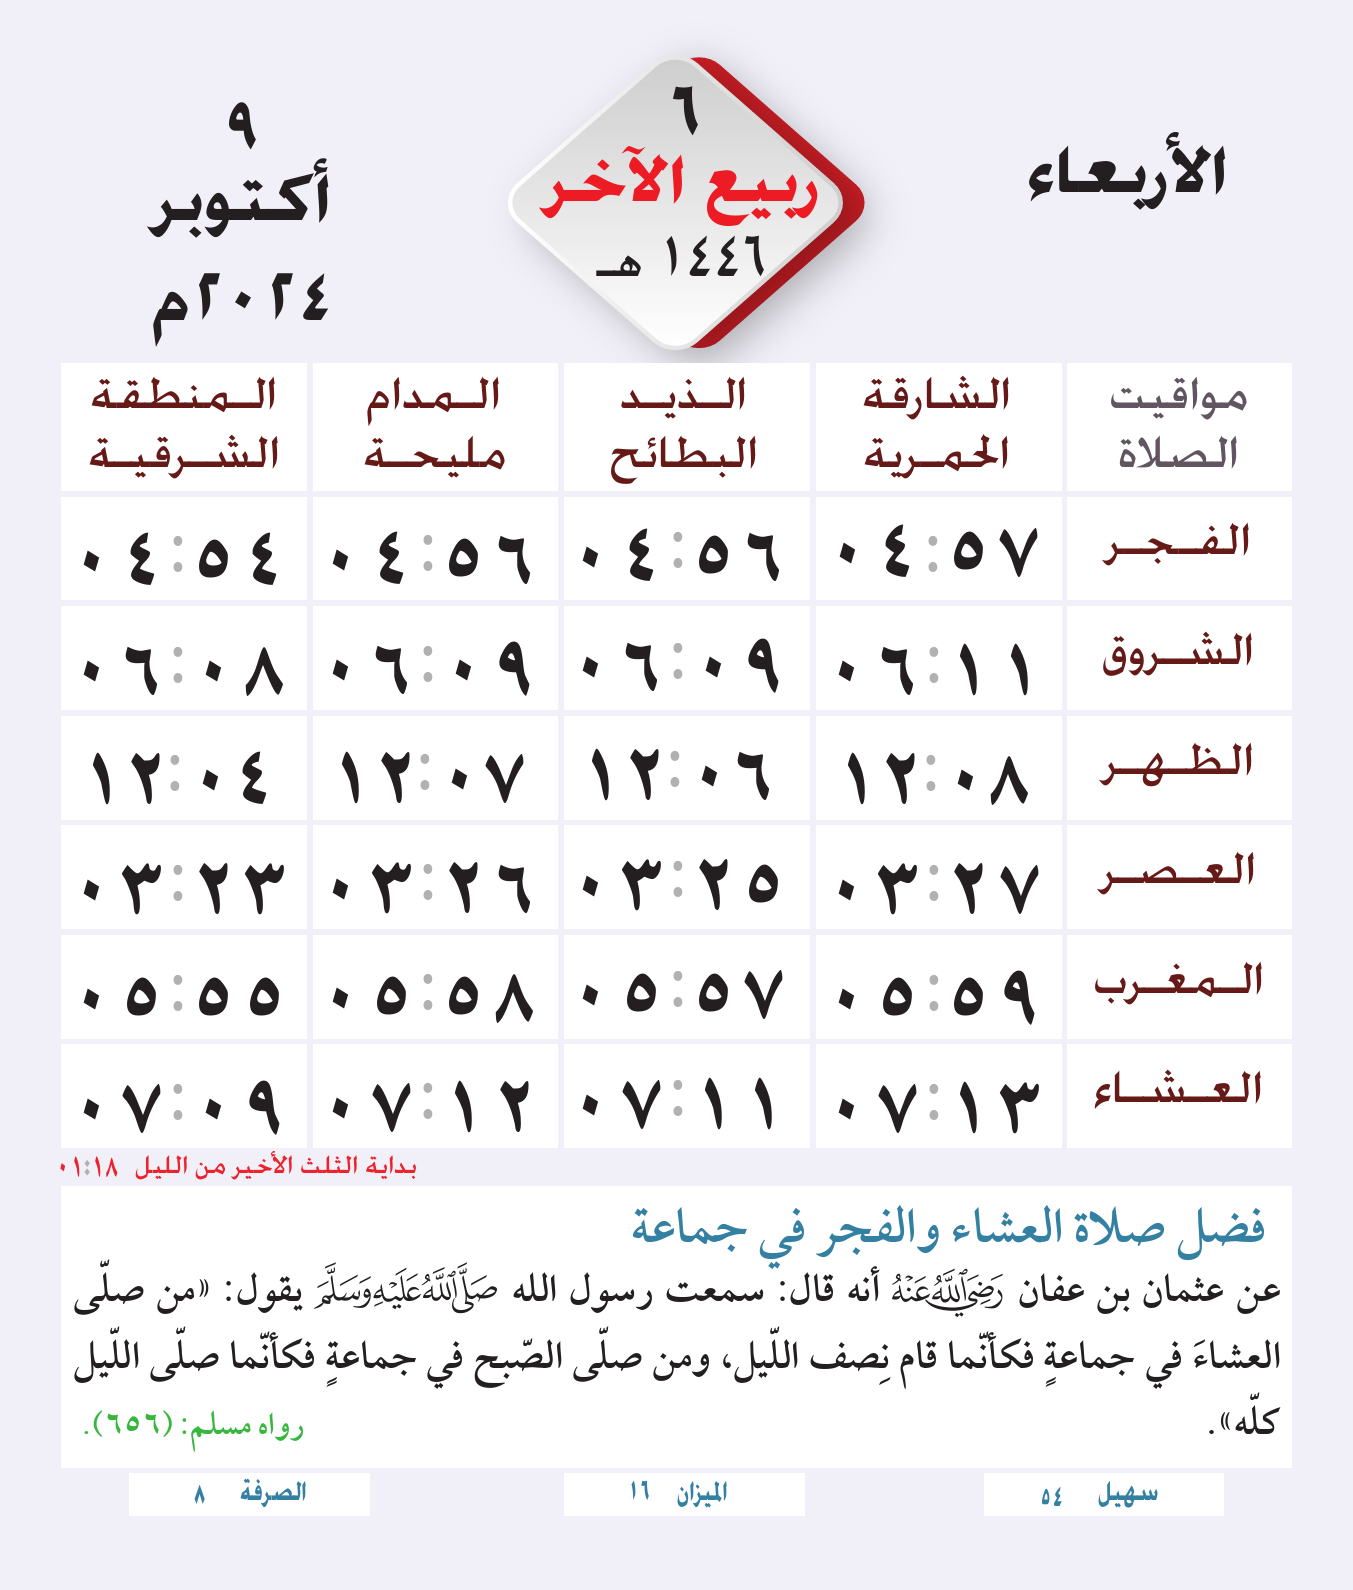 الأربعاء
٦
ربيع الآخر
١٤٤٦ هـ
٩
أكتوبر
٢٠٢٤م
مواقيت الصلاة	الشارقة الحمرية	الذيد البطائح	المدام مليحة	المنطقة الشرقية
الفجر	٠٤:٥٧	٠٤:٥٦	٠٤:٥٦	٠٤:٥٤
الشروق	٠٦:١١	٠٦:٠٩	٠٦:٠٩	٠٦:٠٨
الظهر	١٢:٠٨	١٢:٠٦	١٢:٠٧	١٢:٠٤
العصر	٠٣:٢٧	٠٣:٢٥	٠٣:٢٦	٠٣:٢٣
المغرب	٠٥:٥٩	٠٥:٥٧	٠٥:٥٨	٠٥:٥٥
العشاء	٠٧:١٣	٠٧:١١	٠٧:١٢	٠٧:٠٩
بداية الثلث الأخير من الليل ٠١:١٨
فضل صلاة العشاء والفجر في جماعة
عن عثمان بن عفان رَضِيَ اللَّهُ عَنْهُ أنه قال: سمعت رسول الله صَلَّى اللَّهُ عَلَيْهِ وَسَلَّمَ يقول: «من صلّى
العشاءَ في جماعةٍ فكأنّما قام نِصف اللّيل، ومن صلّى الصّبح في جماعةٍ فكأنّما صلّى اللّيل
كلّه».	رواه مسلم: (٦٥٦).
سهيل ٥٤	الميزان ١٦	الصرفة ٨